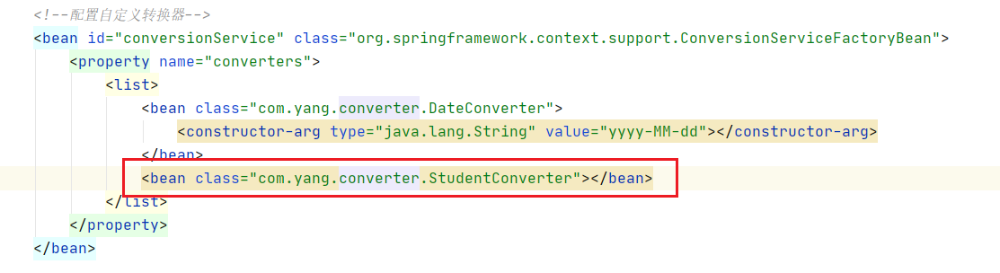 <!--配置自定义转换器-->
<bean id="conversionService" class="org.springframework.context.support.ConversionServiceFactoryBean">
<property name="converters">
<list>
<bean class="com.yang.converter.DateConverter">
<constructor-arg type="java.lang.String" value="yyyy-MM-dd"></constructor-arg>
</bean>
<bean class="com.yang.converter.StudentConverter"></bean>
</list>
</property>
</bean>